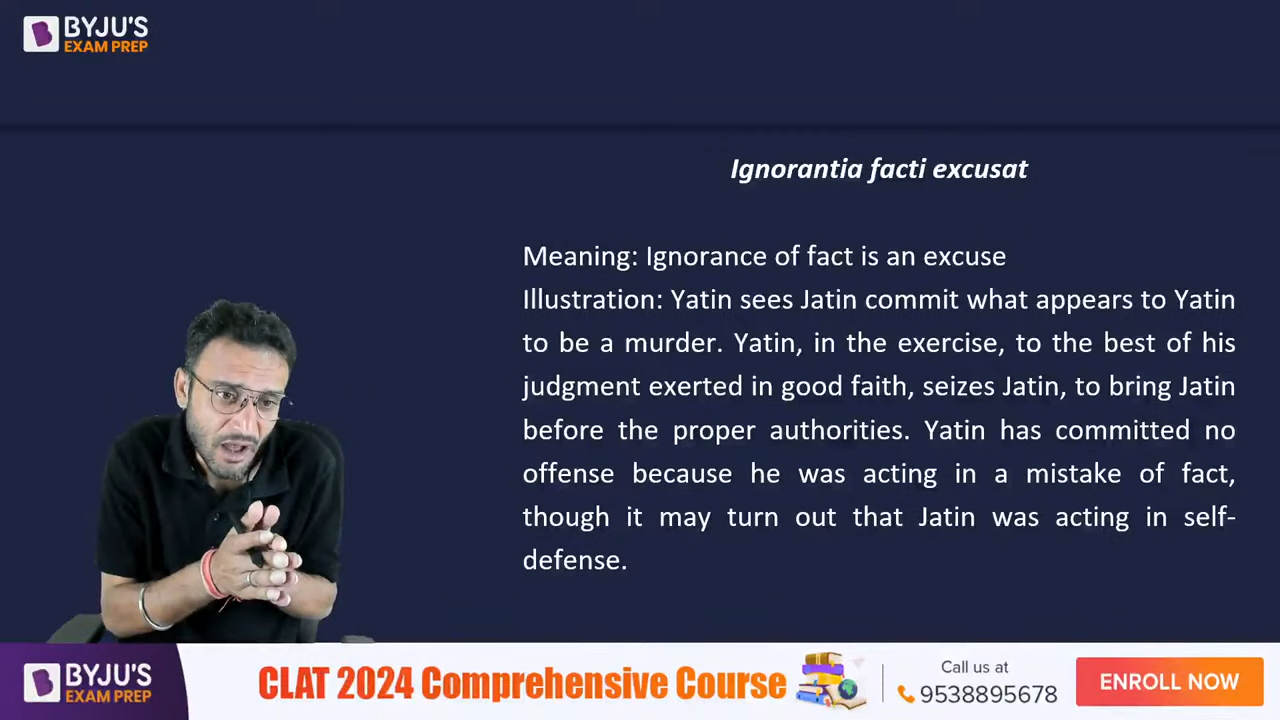 BYJU'S
EXAM PREP
Ignorantia facti excusat
Meaning: Ignorance of fact is an excuse
Illustration: Yatin sees Jatin commit what appears to Yatin
to be a murder. Yatin, in the exercise, to the best of his
judgment exerted in good faith, seizes Jatin, to bring Jatin
before the proper authorities. Yatin has committed no
offense because he was acting in a mistake of fact,
though it may turn out that Jatin was acting in self-
defense.
BYJU'S
EXAM PREP
CLAT 2024 Comprehensive Course
Call us at
9538895678
ENROLL NOW